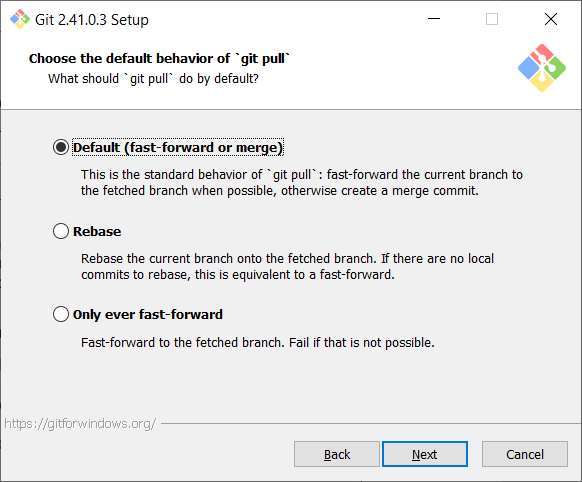 Git 2.41.0.3 Setup
Choose the default behavior of `git pull`
What should `git pull` do by default?
Default (fast-forward or merge)
This is the standard behavior of `git pull`: fast-forward the current branch to
the fetched branch when possible, otherwise create a merge commit.
Rebase
Rebase the current branch onto the fetched branch. If there are no local
commits to rebase, this is equivalent to a fast-forward.
Only ever fast-forward
Fast-forward to the fetched branch. Fail if that is not possible.
https://gitforwindows.org/
Back
Next
Cancel